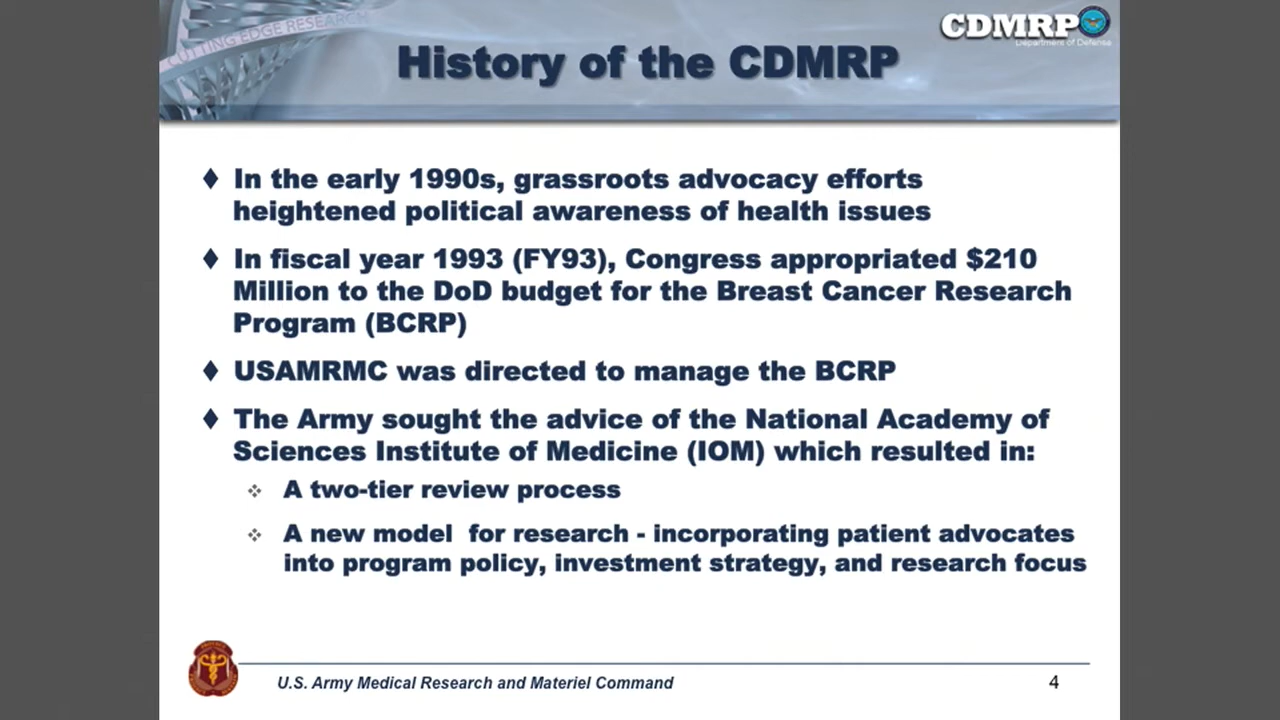 CUTTING EDGE RESEARCH
CDMRP
Department of Defense
History of the CDMRP
In the early 1990s, grassroots advocacy efforts
heightened political awareness of health issues
In fiscal year 1993 (FY93), Congress appropriated $210
Million to the DoD budget for the Breast Cancer Research
Program (BCRP)
USAMRMC was directed to manage the BCRP
The Army sought the advice of the National Academy of
Sciences Institute of Medicine (IOM) which resulted in:
A two-tier review process
A new model  for research - incorporating patient advocates
into program policy, investment strategy, and research focus
U.S. Army Medical Research and Materiel Command
4